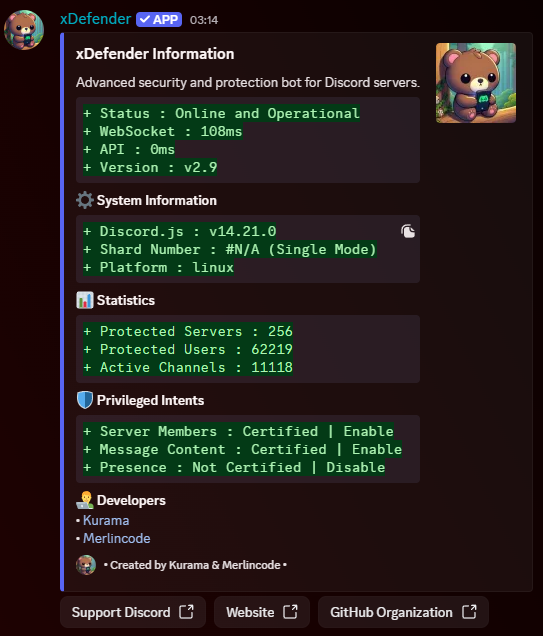 xDefender ✓ APP 03:14
xDefender Information
Advanced security and protection bot for Discord servers.
+ Status : Online and Operational
+ WebSocket : 108ms
+ API : 0ms
+ Version : v2.9
System Information
+ Discord.js : v14.21.0
+ Shard Number : #N/A (Single Mode)
+ Platform : linux
Statistics
+ Protected Servers : 256
+ Protected Users : 62219
+ Active Channels : 11118
Privileged Intents
+ Server Members : Certified | Enable
+ Message Content : Certified | Enable
+ Presence : Not Certified | Disable
Developers
• Kurama
• Merlincode
• Created by Kurama & Merlincode •
Support Discord Website GitHub Organization